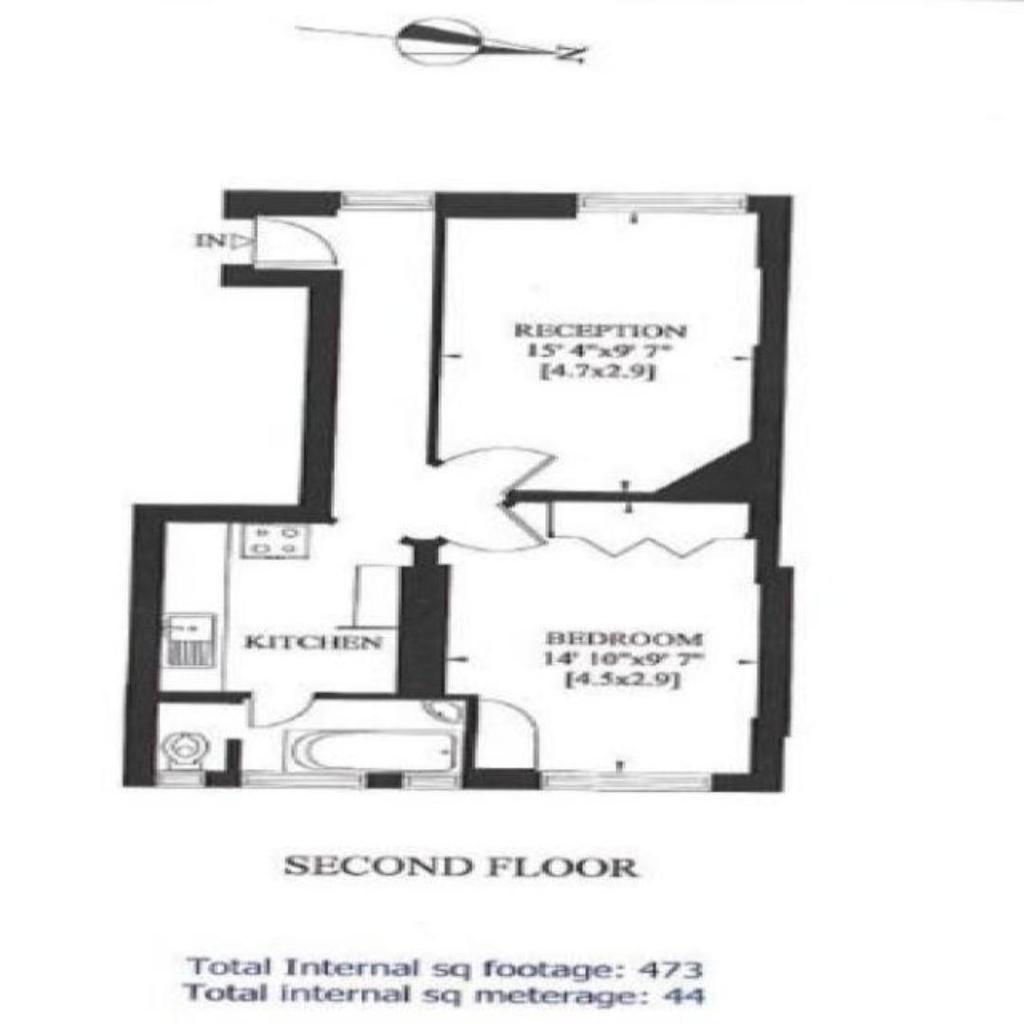 N
IN
RECEPTION
15' 4"x9' 7"
[4.7x2.9]
KITCHEN
BEDROOM
14' 10"x9' 7"
[4.5x2.9]
SECOND FLOOR
Total Internal sq footage: 473
Total internal sq meterage: 44